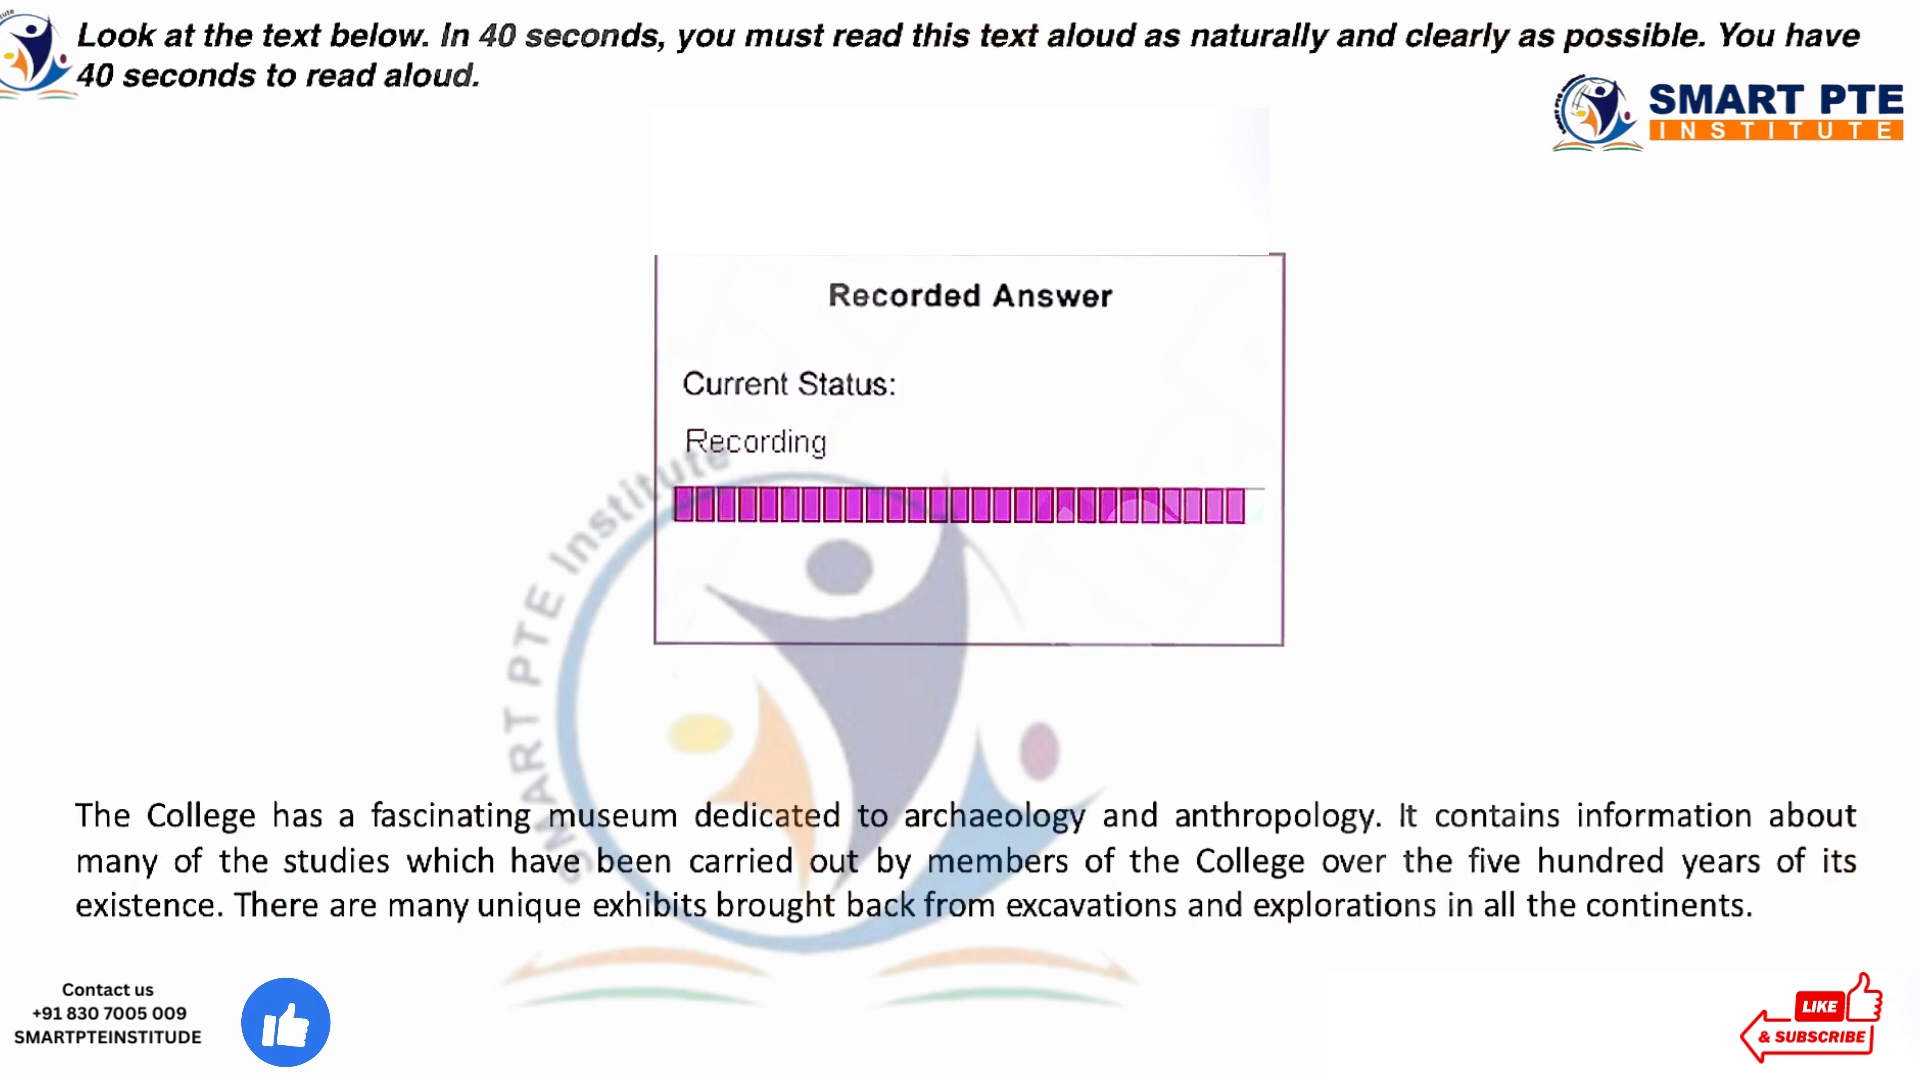 Look at the text below. In 40 seconds, you must read this text aloud as naturally and clearly as possible. You have
40 seconds to read aloud.
SMART PTE
INSTITUTE
Recorded Answer
Current Status:
Recording
SMART PTE Institute
The College has a fascinating museum dedicated to archaeology and anthropology. It contains information about
many of the studies which have been carried out by members of the College over the five hundred years of its
existence. There are many unique exhibits brought back from excavations and explorations in all the continents.
Contact us
+91 830 7005 009
SMARTPTEINSTITUDE
LIKE
& SUBSCRIBE